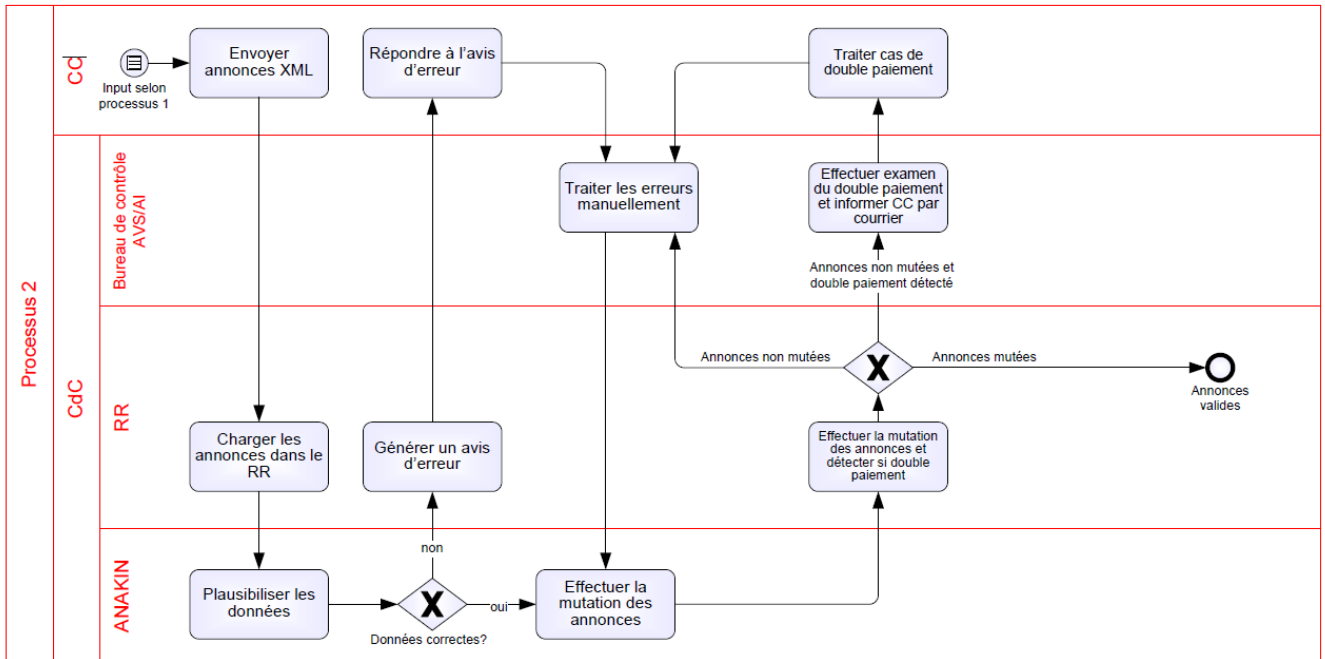 Processus 2
CC
Input selon
processus 1
Envoyer
annonces XML
Répondre à l'avis
d'erreur
Traiter cas de
double paiement
CdC
Bureau de contrôle
AVS/AI
Traiter les erreurs
manuellement
Effectuer examen
du double paiement
et informer CC par
courrier
Annonces non mutées et
double paiement détecté
RR
Annonces non mutées
X
Annonces mutées
Annonces
valides
Charger les
annonces dans le
RR
Générer un avis
d'erreur
Effectuer la mutation
des annonces et
détecter si double
paiement
ANAKIN
non
Plausibiliser les
données
X
oui
Données correctes?
Effectuer la
mutation des
annonces